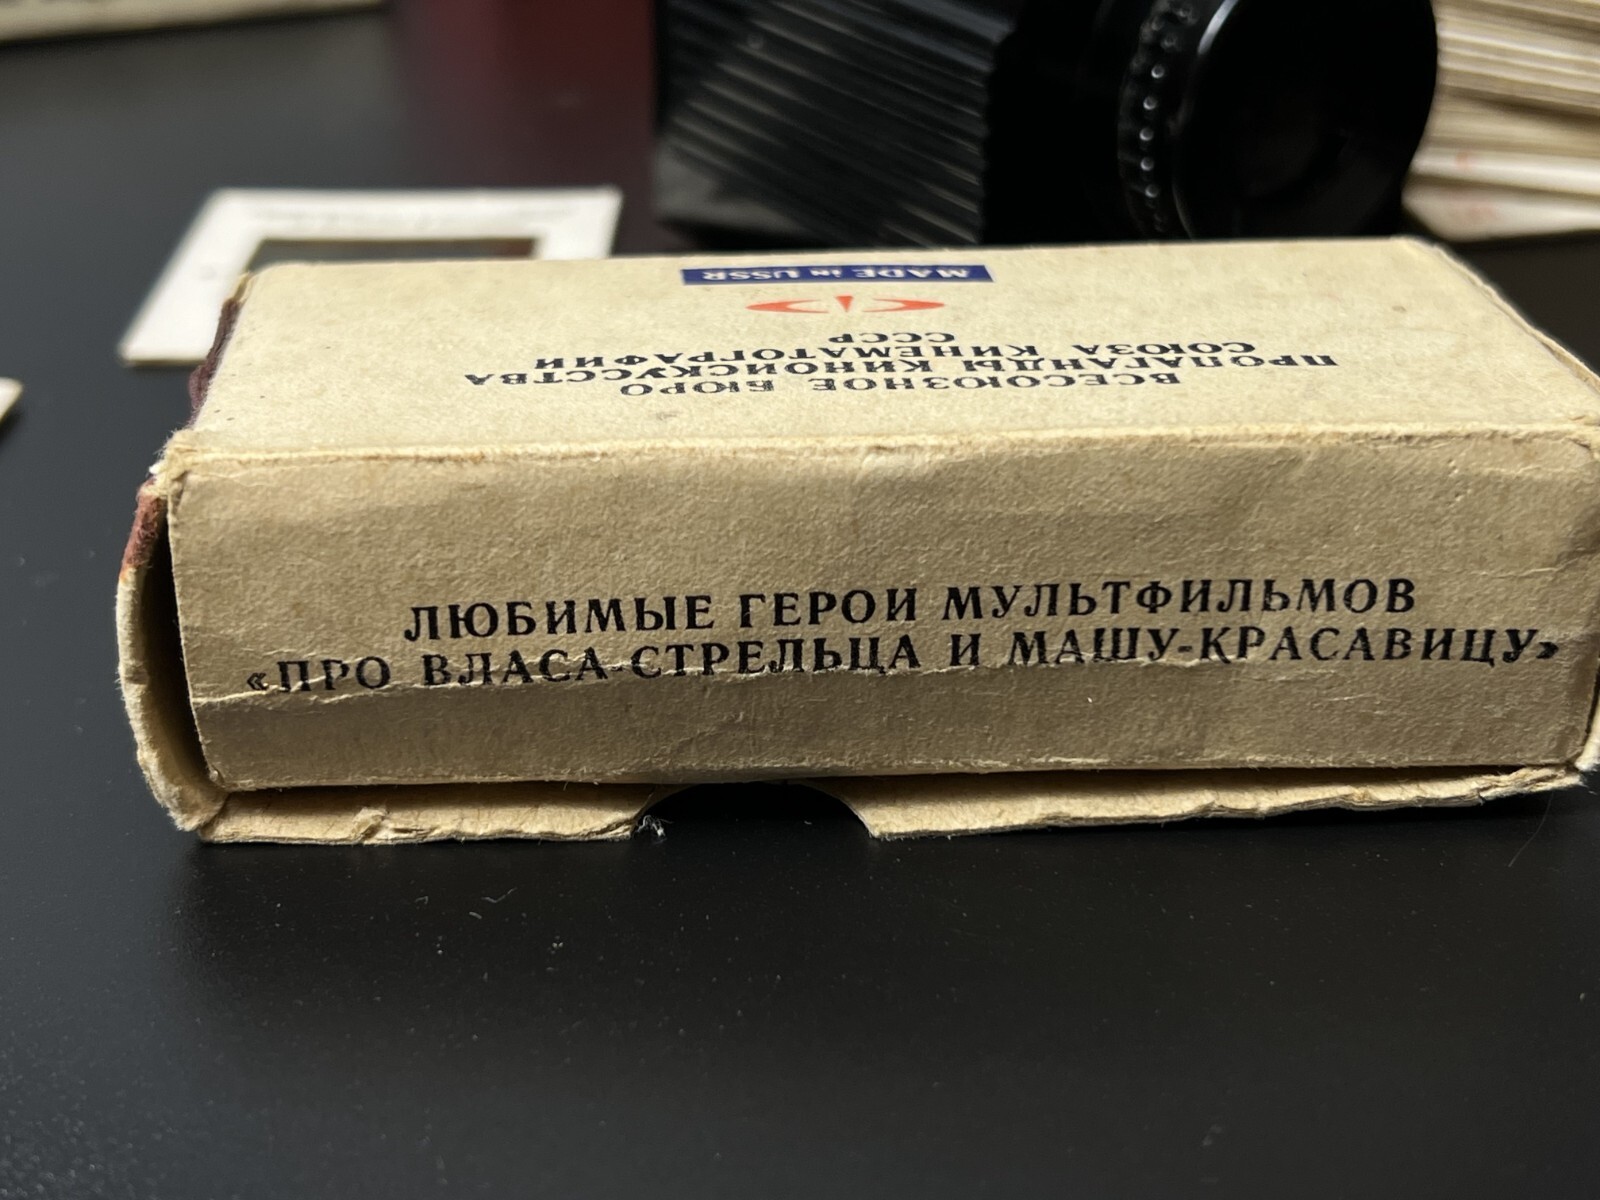 ВСЕСОЮЗНОЕ БЮРО
ПРОПАГАНДЫ КИНОИСКУССТВА
СОЮЗА КИНЕМАТОГРАФИИ
СССР
MADE in USSR
ЛЮБИМЫЕ ГЕРОИ МУЛЬТФИЛЬМОВ
«ПРО ВЛАСА-СТРЕЛЬЦА И МАШУ-КРАСАВИЦУ»